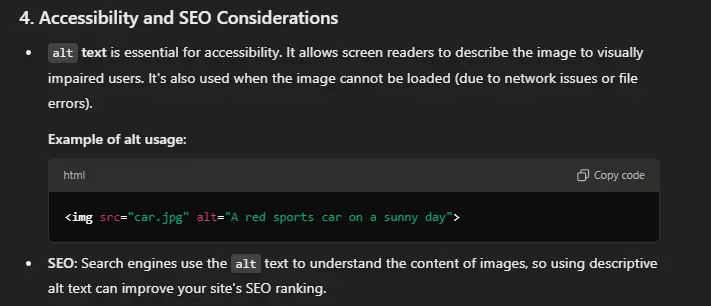 4. Accessibility and SEO Considerations
• alt text is essential for accessibility. It allows screen readers to describe the image to visually
impaired users. It's also used when the image cannot be loaded (due to network issues or file
errors).
Example of alt usage:
html Copy code
<img src="car.jpg" alt="A red sports car on a sunny day">
• SEO: Search engines use the alt text to understand the content of images, so using descriptive
alt text can improve your site's SEO ranking.